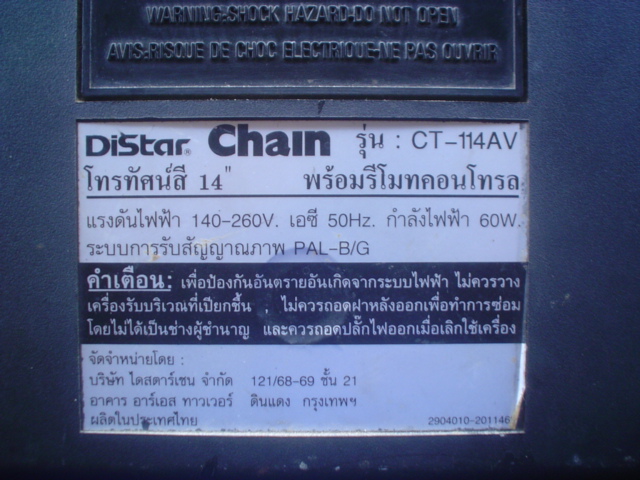 WARNING:SHOCK HAZARD-DO NOT OPEN
AVIS:RISQUE DE CHOC ELECTRIQUE-NE PAS OUVRIR
DiStar® Chain รุ่น : CT-114AV
โทรทัศน์สี 14" พร้อมรีโมทคอนโทรล
แรงดันไฟฟ้า 140-260V. เอซี 50Hz. กำลังไฟฟ้า 60W.
ระบบการรับสัญญาณภาพ PAL-B/G
คำเตือน: เพื่อป้องกันอันตรายอันเกิดจากระบบไฟฟ้า ไม่ควรวาง
เครื่องรับบริเวณที่เปียกชื้น , ไม่ควรถอดฝาหลังออกเพื่อทำการซ่อม
โดยไม่ได้เป็นช่างผู้ชำนาญ และควรถอดปลั๊กไฟออกเมื่อเลิกใช้เครื่อง
จัดจำหน่ายโดย :
บริษัท ไดสตาร์เชน จำกัด 121/68-69 ชั้น 21
อาคาร อาร์เอส ทาวเวอร์ ดินแดง กรุงเทพฯ
ผลิตในประเทศไทย 2904010-201146